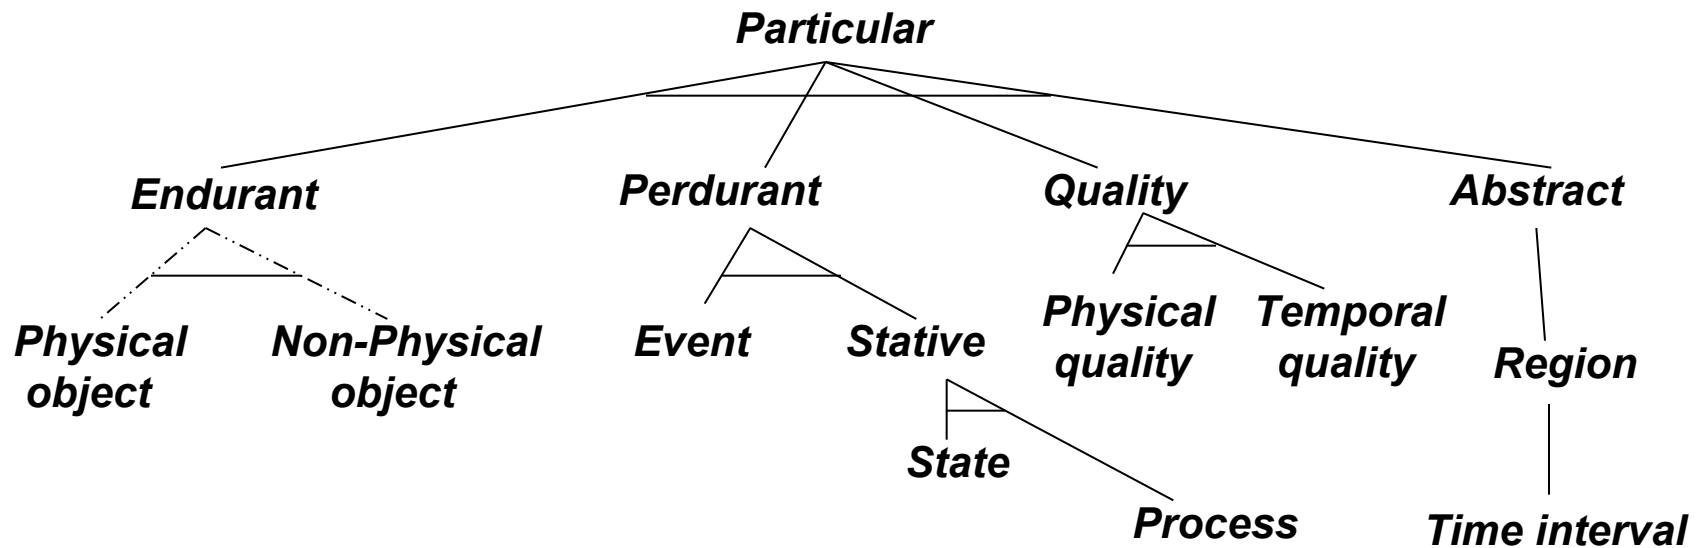 Particular
Endurant
Perdurant
Quality
Abstract
Physical
object
Non-Physical
object
Event
Stative
Physical
quality
Temporal
quality
Region
State
Process
Time interval